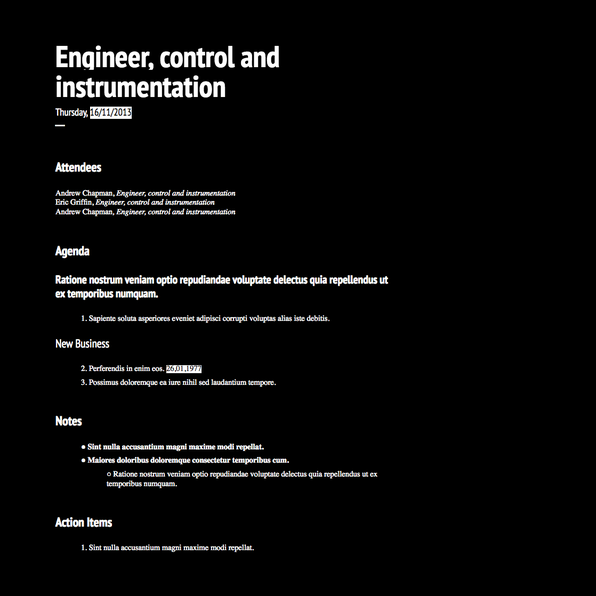 Engineer, control and
instrumentation
Thursday, 16/11/2013
Attendees
Andrew Chapman, Engineer, control and instrumentation
Eric Griffin, Engineer, control and instrumentation
Andrew Chapman, Engineer, control and instrumentation
Agenda
Ratione nostrum veniam optio repudiandae voluptate delectus quia repellendus ut
ex temporibus numquam.
1. Sapiente soluta asperiores eveniet adipisci corrupti voluptas alias iste debitis.
New Business
2. Perferendis in enim eos. 26,01,1997
3. Possimus doloremque ea iure nihil sed laudantium tempore.
Notes
● Sint nulla accusantium magni maxime modi repellat.
● Maiores doloribus doloremque consectetur temporibus cum.
○ Ratione nostrum veniam optio repudiandae voluptate delectus quia repellendus ut ex
temporibus numquam.
Action Items
1. Sint nulla accusantium magni maxime modi repellat.